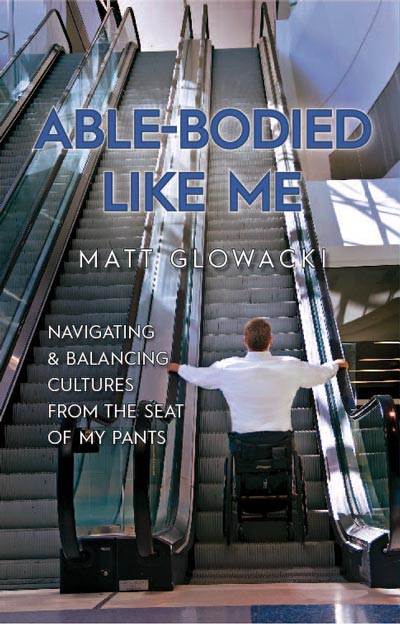 ABLE-BODIED
LIKE ME
MATT GLOWACKI
NAVIGATING
& BALANCING
CULTURES
FROM THE SEAT
OF MY PANTS